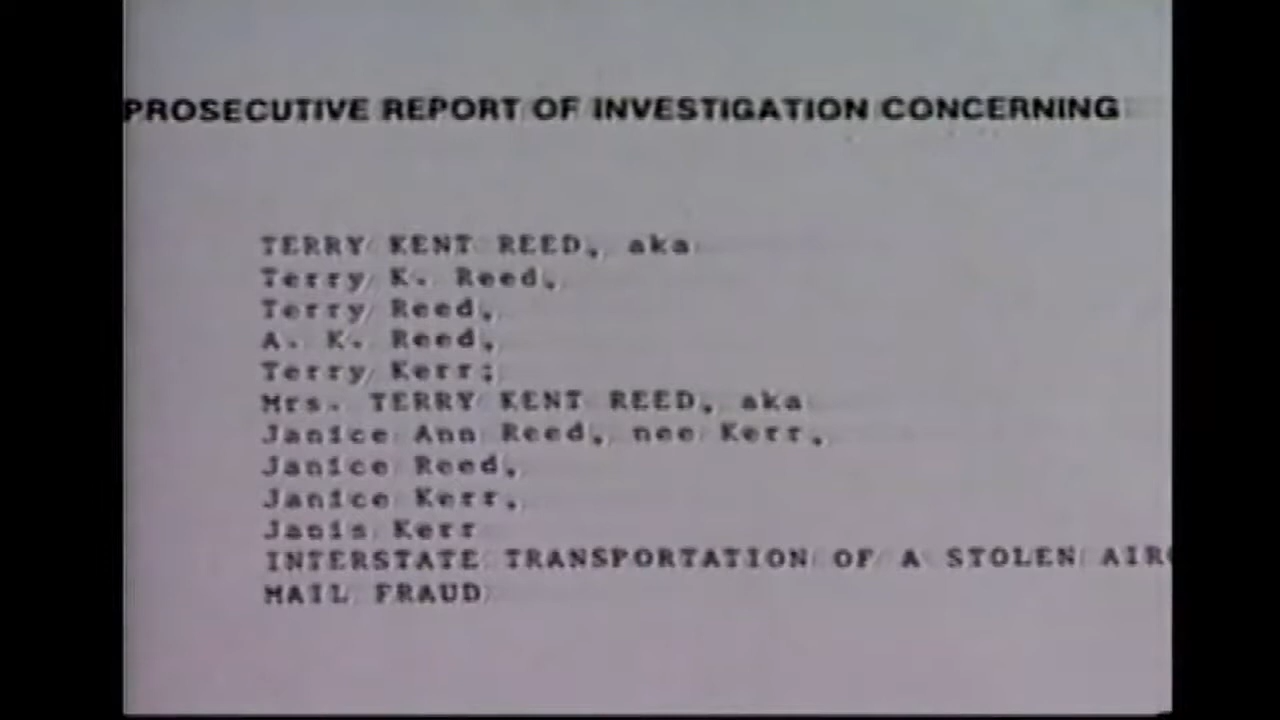 PROSECUTIVE REPORT OF INVESTIGATION CONCERNING
TERRY KENT REED, aka
Terry K. Reed,
Terry Reed,
A. K. Reed,
Terry Kerr;
Mrs. TERRY KENT REED, aka
Janice Ann Reed, nee Kerr,
Janice Reed,
Janice Kerr,
Janis Kerr
INTERSTATE TRANSPORTATION OF A STOLEN AIRC
MAIL FRAUD